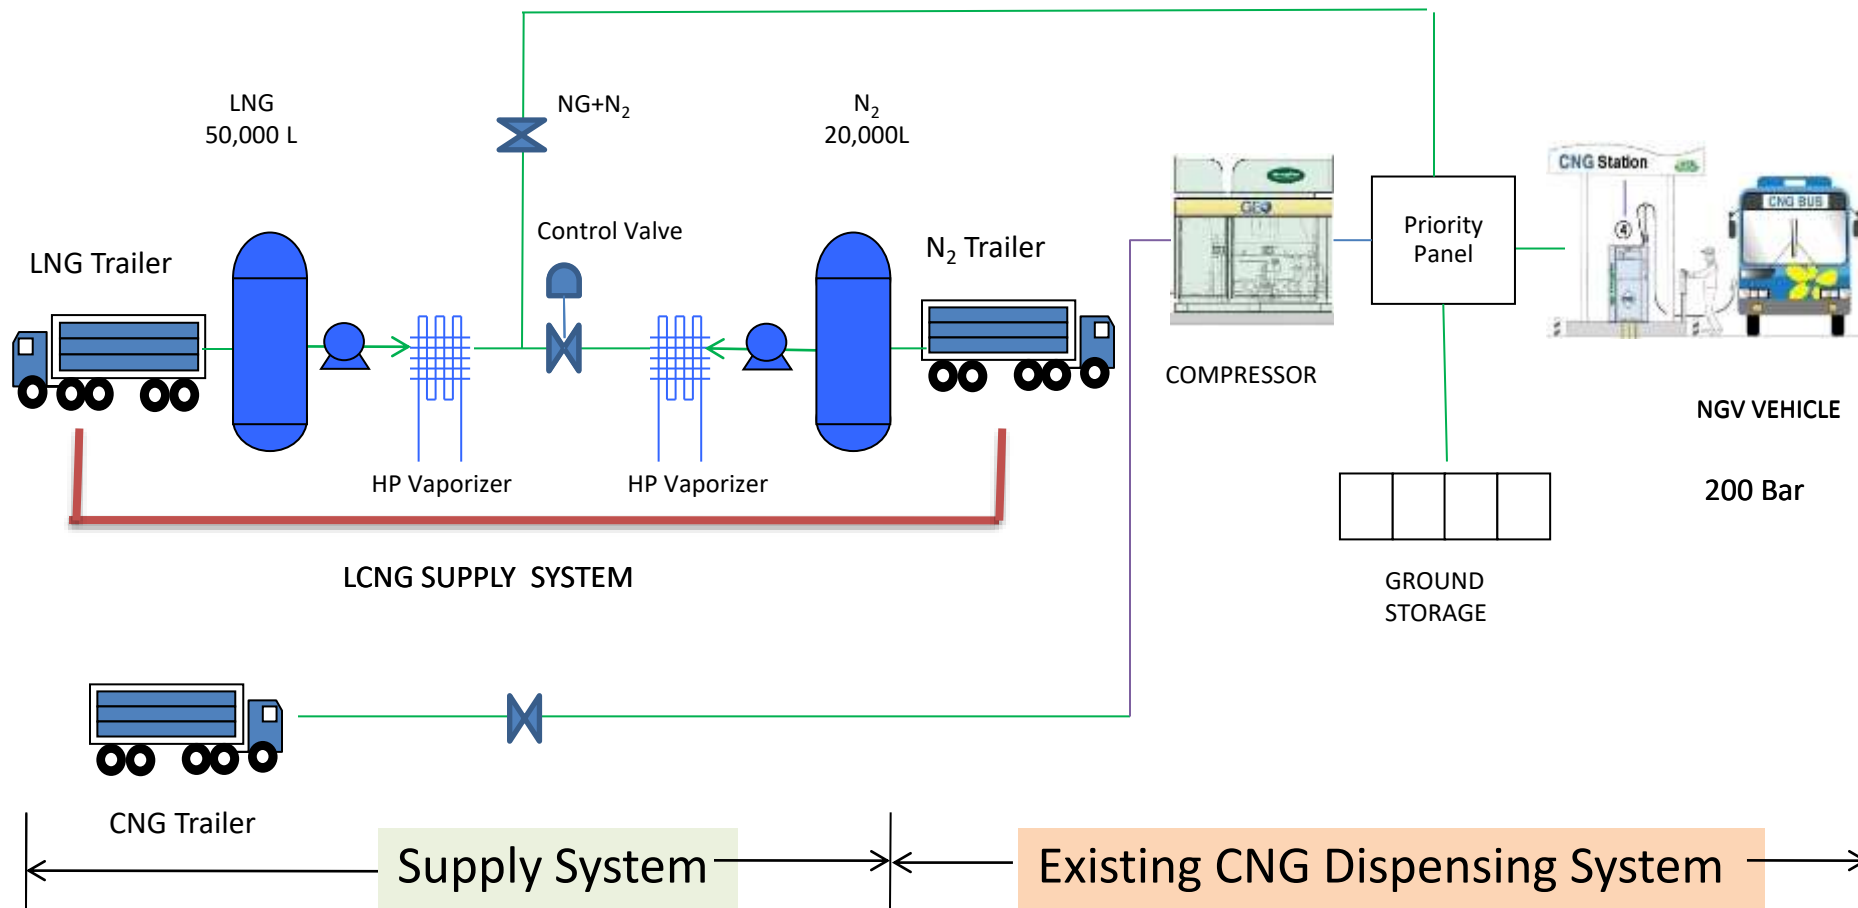 LNG
50,000 L
NG+N₂
N₂
20,000L
CNG Station
CNG BUS
GEO
4
Control Valve
Priority
Panel
LNG Trailer
N₂ Trailer
COMPRESSOR
NGV VEHICLE
HP Vaporizer
HP Vaporizer
200 Bar
LCNG SUPPLY SYSTEM
GROUND
STORAGE
CNG Trailer
Supply System
Existing CNG Dispensing System